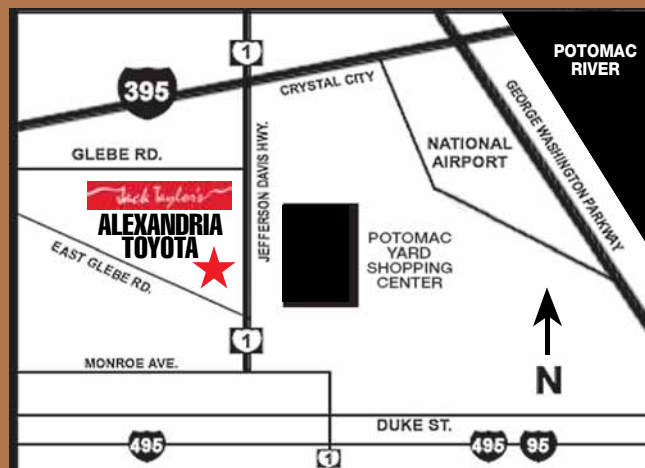 1
POTOMAC
RIVER
395
CRYSTAL CITY
GEORGE WASHINGTON PARKWAY
NATIONAL
AIRPORT
GLEBE RD.
JEFFERSON DAVIS HWY.
Jack Taylor's
ALEXANDRIA
TOYOTA
EAST GLEBE RD.
POTOMAC
YARD
SHOPPING
CENTER
1
MONROE AVE.
N
DUKE ST.
495
1
495
95